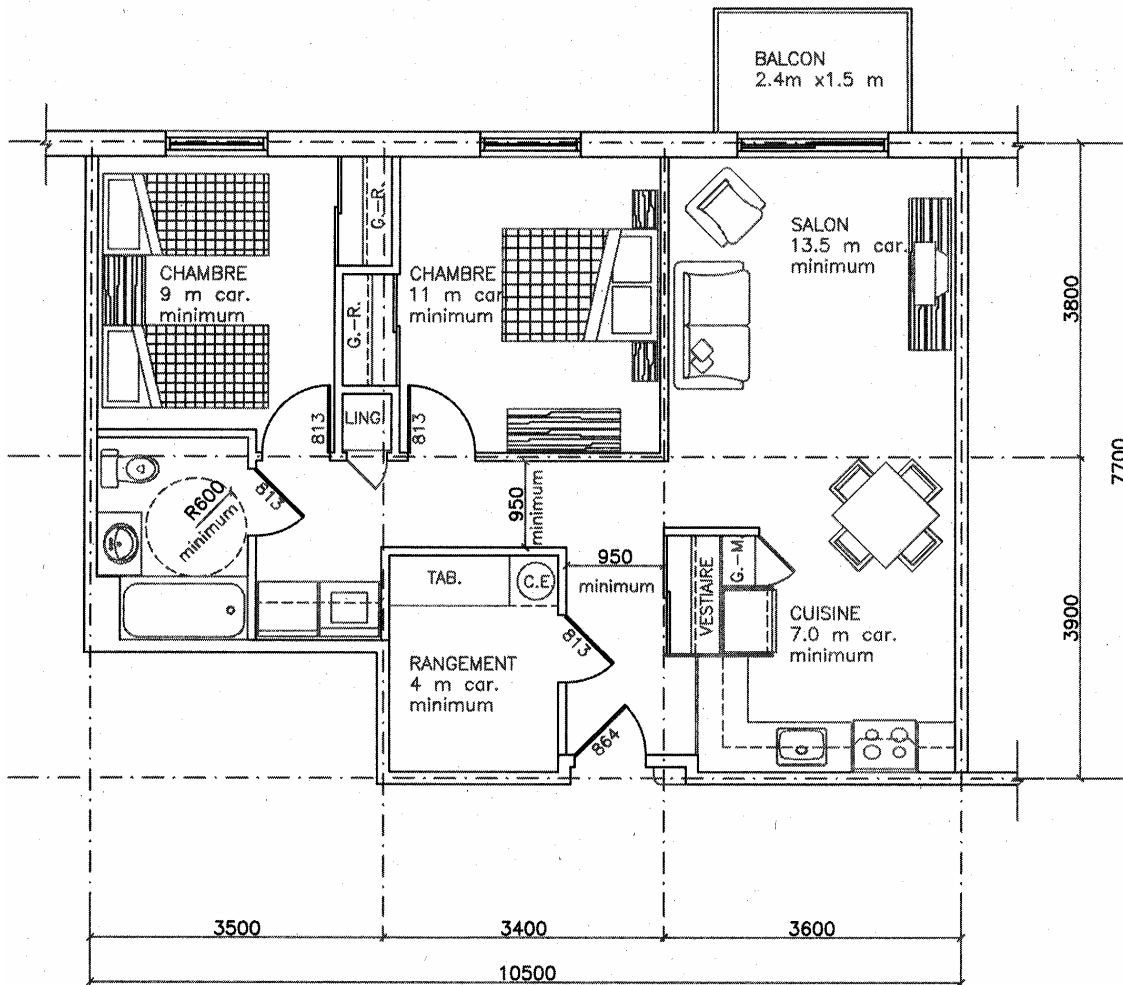 BALCON
2.4m x1.5 m
G.-R.
SALON
13.5 m car.
minimum
CHAMBRE
9 m car.
minimum
CHAMBRE
11 m car
minimum
G.-R.
3800
LING
813
813
7700
813
R600
minimum
950
minimum
950
minimum
TAB.
C.E.
VESTIAIRE
G.-M.
CUISINE
7.0 m car.
minimum
3900
813
RANGEMENT
4 m car.
minimum
864
3500
3400
3600
10500